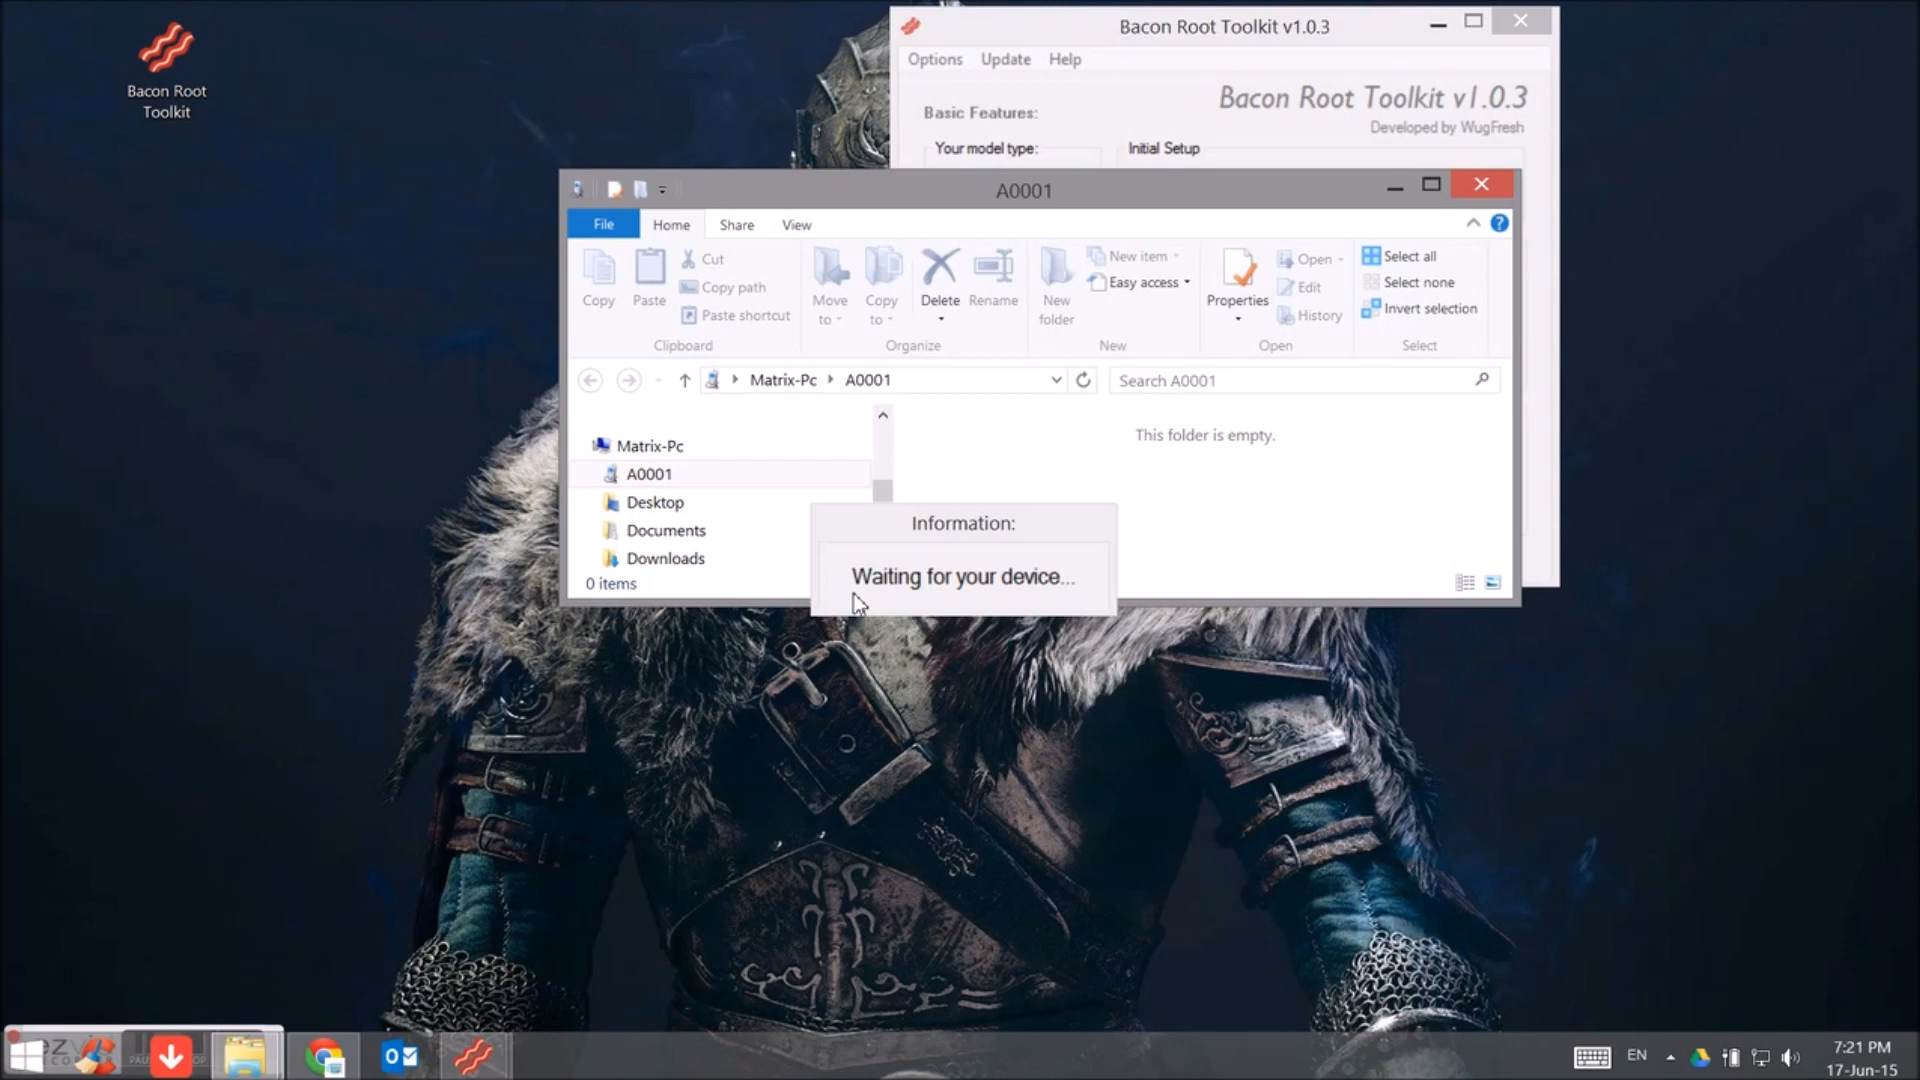 Bacon Root
Toolkit
Bacon Root Toolkit v1.0.3
Options Update Help
Bacon Root Toolkit v1.0.3
Developed by WugFresh
Basic Features:
Your model type:
Initial Setup
A0001
File Home Share View
Copy
Paste
Cut
Copy path
Paste shortcut
Clipboard
Move
to
Copy
to
Delete
Rename
Organize
New
folder
New item
Easy access
New
Properties
Open
Edit
History
Open
Select all
Select none
Invert selection
Select
Matrix-Pc A0001
Search A0001
Matrix-Pc
A0001
Desktop
Documents
Downloads
0 items
This folder is empty.
Information:
Waiting for your device...
EN
7:21 PM
17-Jun-15